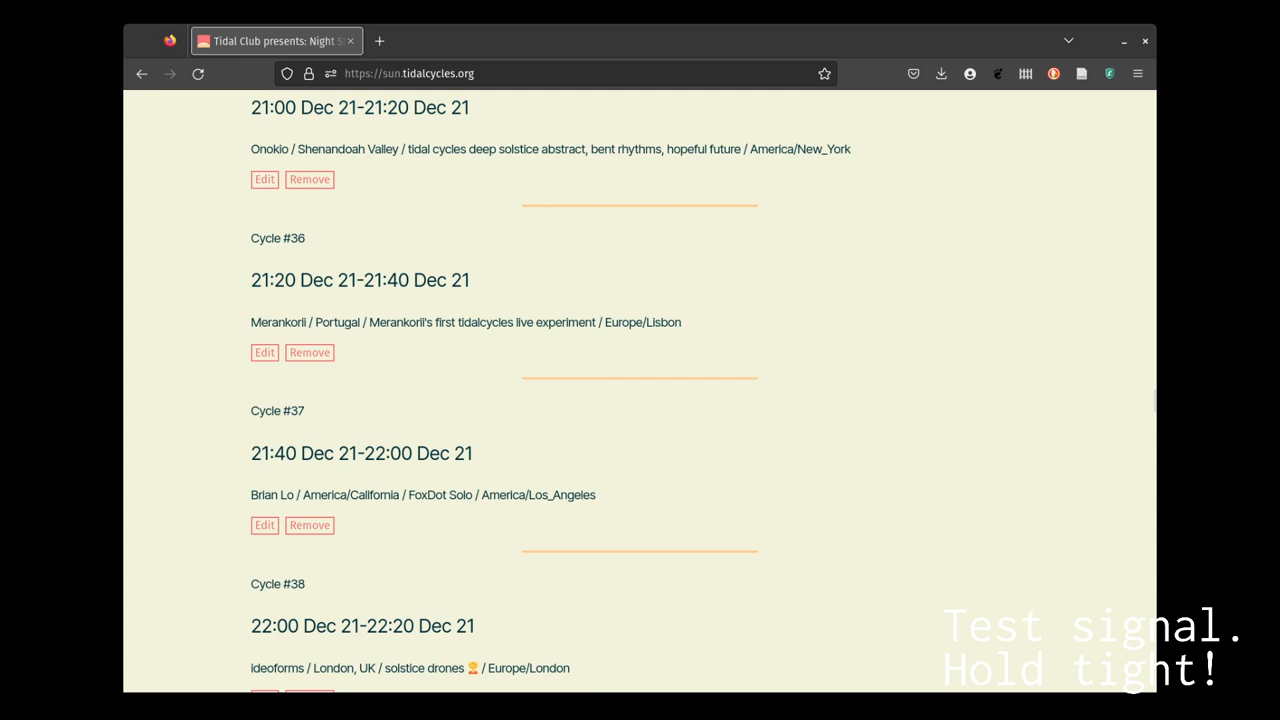 Tidal Club presents: Night S
https://sun.tidalcycles.org
21:00 Dec 21-21:20 Dec 21
Onokio / Shenandoah Valley / tidal cycles deep solstice abstract, bent rhythms, hopeful future / America/New_York
Edit Remove
Cycle #36
21:20 Dec 21-21:40 Dec 21
Merankorii / Portugal / Merankorii's first tidalcycles live experiment / Europe/Lisbon
Edit Remove
Cycle #37
21:40 Dec 21-22:00 Dec 21
Brian Lo / America/California / FoxDot Solo / America/Los_Angeles
Edit Remove
Cycle #38
22:00 Dec 21-22:20 Dec 21
ideoforms / London, UK / solstice drones 🌅 / Europe/London
Test signal.
Hold tight!